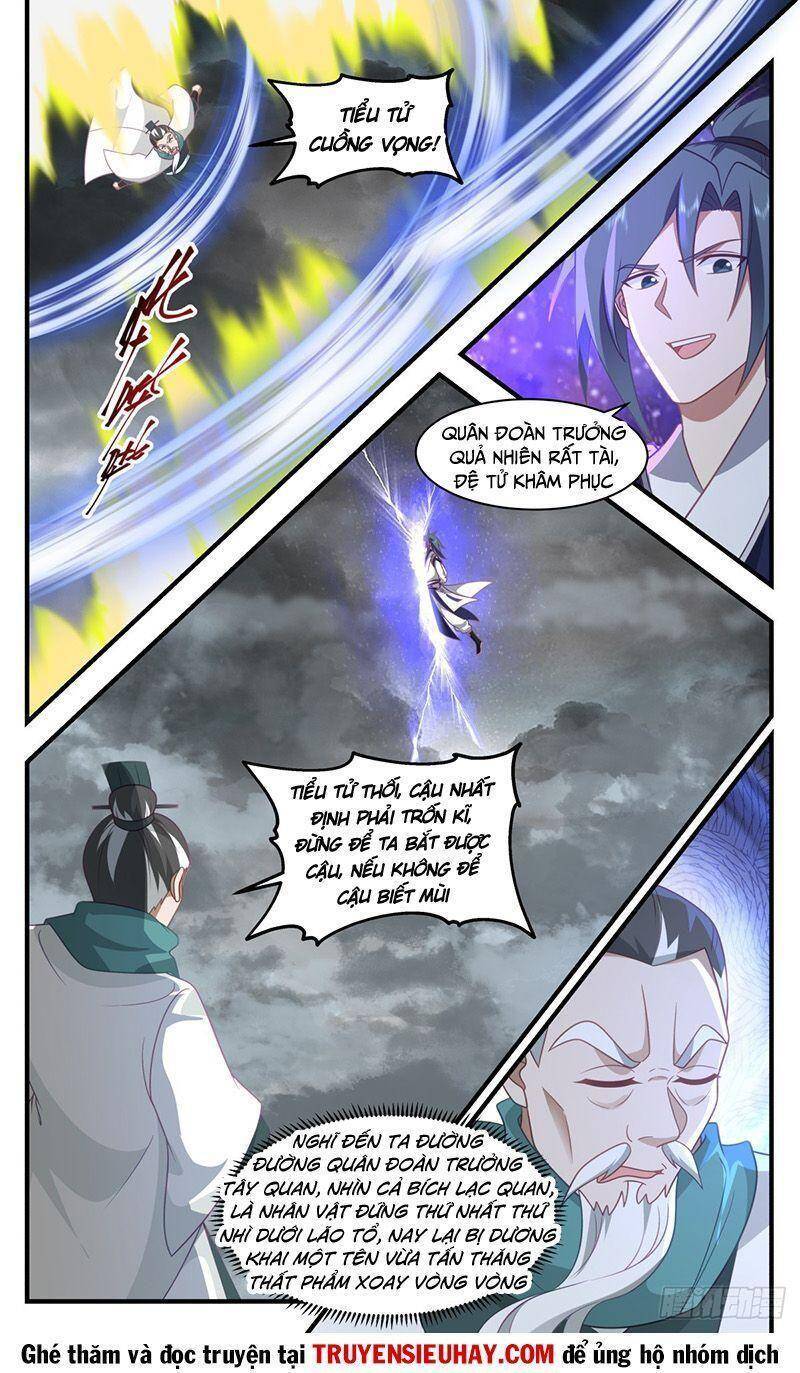 TIỂU TỬ
CUỒNG VỌNG!
QUÂN ĐOÀN TRƯỞNG
QUẢ NHIÊN RẤT TÀI,
ĐỆ TỬ KHÂM PHỤC
TIỂU TỬ THỐI, CẬU NHẤT
ĐỊNH PHẢI TRỐN KĨ,
ĐỪNG ĐỂ TA BẮT ĐƯỢC
CẬU, NẾU KHÔNG ĐỂ
CẬU BIẾT MÙI
NGHĨ ĐẾN TA ĐƯỜNG
ĐƯỜNG QUÂN ĐOÀN TRƯỞNG
TÂY QUAN, NHÌN CẢ BÍCH LẠC QUAN,
LÀ NHÂN VẬT ĐỨNG THỨ NHẤT THỨ
NHÌ DƯỚI LÃO TỔ, NAY LẠI BỊ DƯƠNG
KHAI MỘT TÊN VỪA TẤN THĂNG
THẤT PHẨM XOAY VÒNG VÒNG
腾讯动漫
Ghé thăm và đọc truyện tại TRUYENSIEUHAY.COM để ủng hộ nhóm dịch